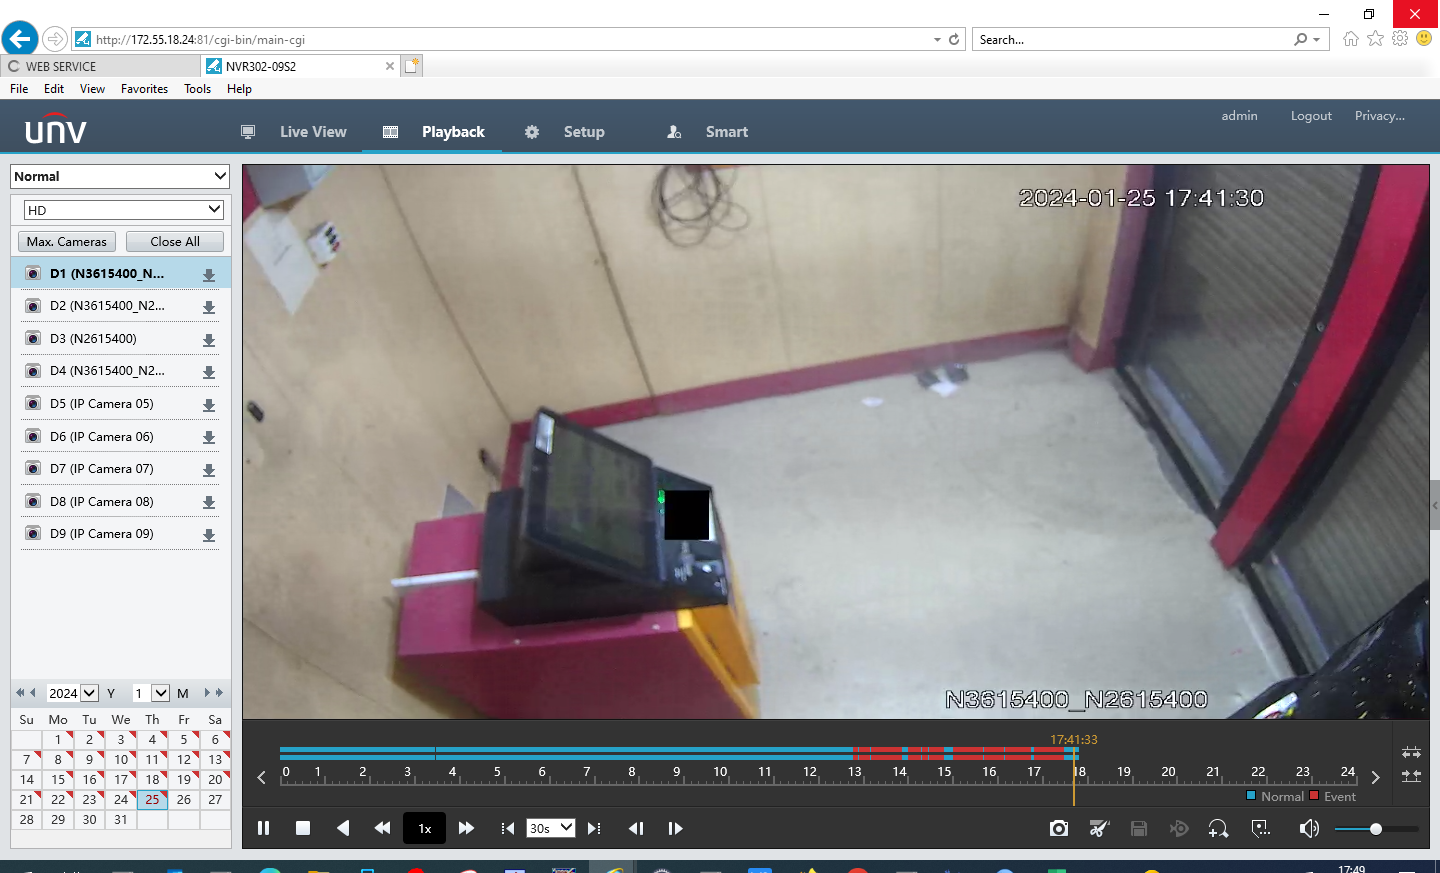 http://172.55.18.24:81/cgi-bin/main-cgi
Search...
WEB SERVICE
NVR302-09S2
File Edit View Favorites Tools Help
unv
Live View
Playback
Setup
Smart
admin
Logout
Privacy...
Normal
HD
Max. Cameras
Close All
D1 (N3615400_N...
D2 (N3615400_N2...
D3 (N2615400)
D4 (N3615400_N2...
D5 (IP Camera 05)
D6 (IP Camera 06)
D7 (IP Camera 07)
D8 (IP Camera 08)
D9 (IP Camera 09)
2024 Y 1 M
Su Mo Tu We Th Fr Sa
1 2 3 4 5 6
7 8 9 10 11 12 13
14 15 16 17 18 19 20
21 22 23 24 25 26 27
28 29 30 31
2024-01-25 17:41:30
N3615400_N2615400
17:41:33
0 1 2 3 4 5 6 7 8 9 10 11 12 13 14 15 16 17 18 19 20 21 22 23 24
Normal
Event
1x
30s
17:49